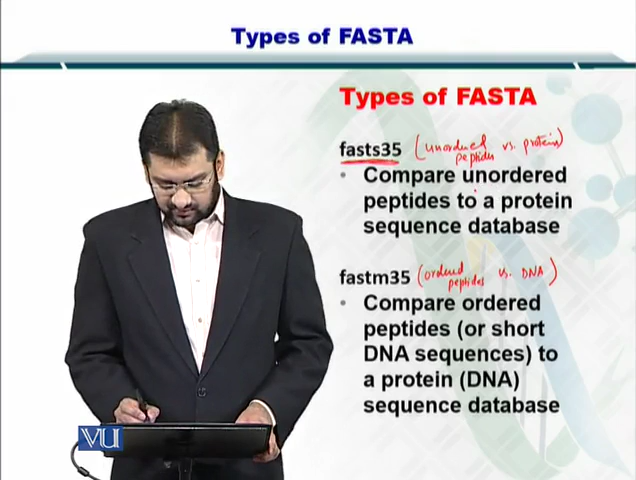 Types of FASTA
Types of FASTA
fasts35 (unordered peptides vs. proteins)
• Compare unordered
peptides to a protein
sequence database
fastm35 (ordered peptides vs. DNA)
• Compare ordered
peptides (or short
DNA sequences) to
a protein (DNA)
sequence database
VU